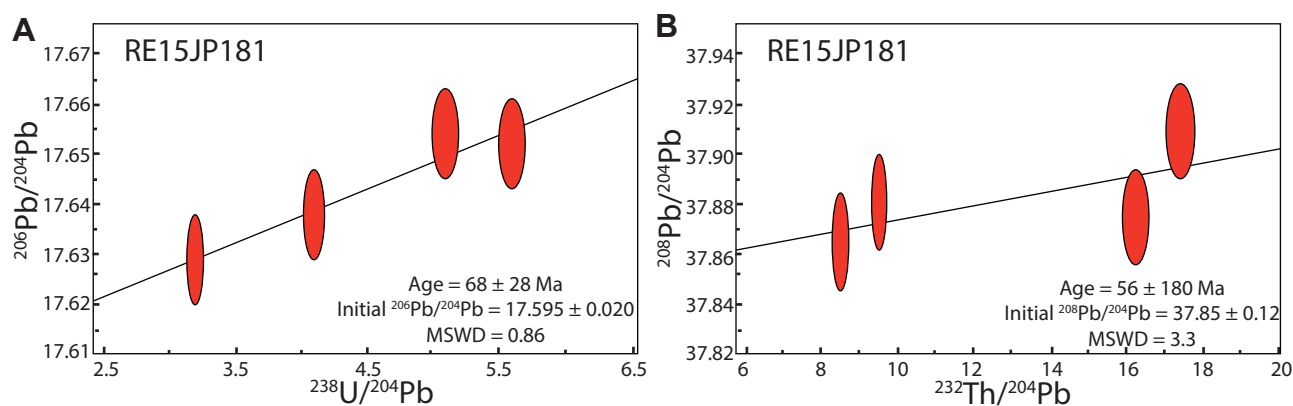 A
RE15JP181
17.67
17.66
17.65
17.64
17.63
17.62
17.61
²⁰⁶Pb/²⁰⁴Pb
Age = 68 ± 28 Ma
Initial ²⁰⁶Pb/²⁰⁴Pb = 17.595 ± 0.020
MSWD = 0.86
2.5 3.5 4.5 5.5 6.5
²³⁸U/²⁰⁴Pb
B
RE15JP181
37.94
37.92
37.90
37.88
37.86
37.84
37.82
²⁰⁸Pb/²⁰⁴Pb
Age = 56 ± 180 Ma
Initial ²⁰⁸Pb/²⁰⁴Pb = 37.85 ± 0.12
MSWD = 3.3
6 8 10 12 14 16 18 20
²³²Th/²⁰⁴Pb